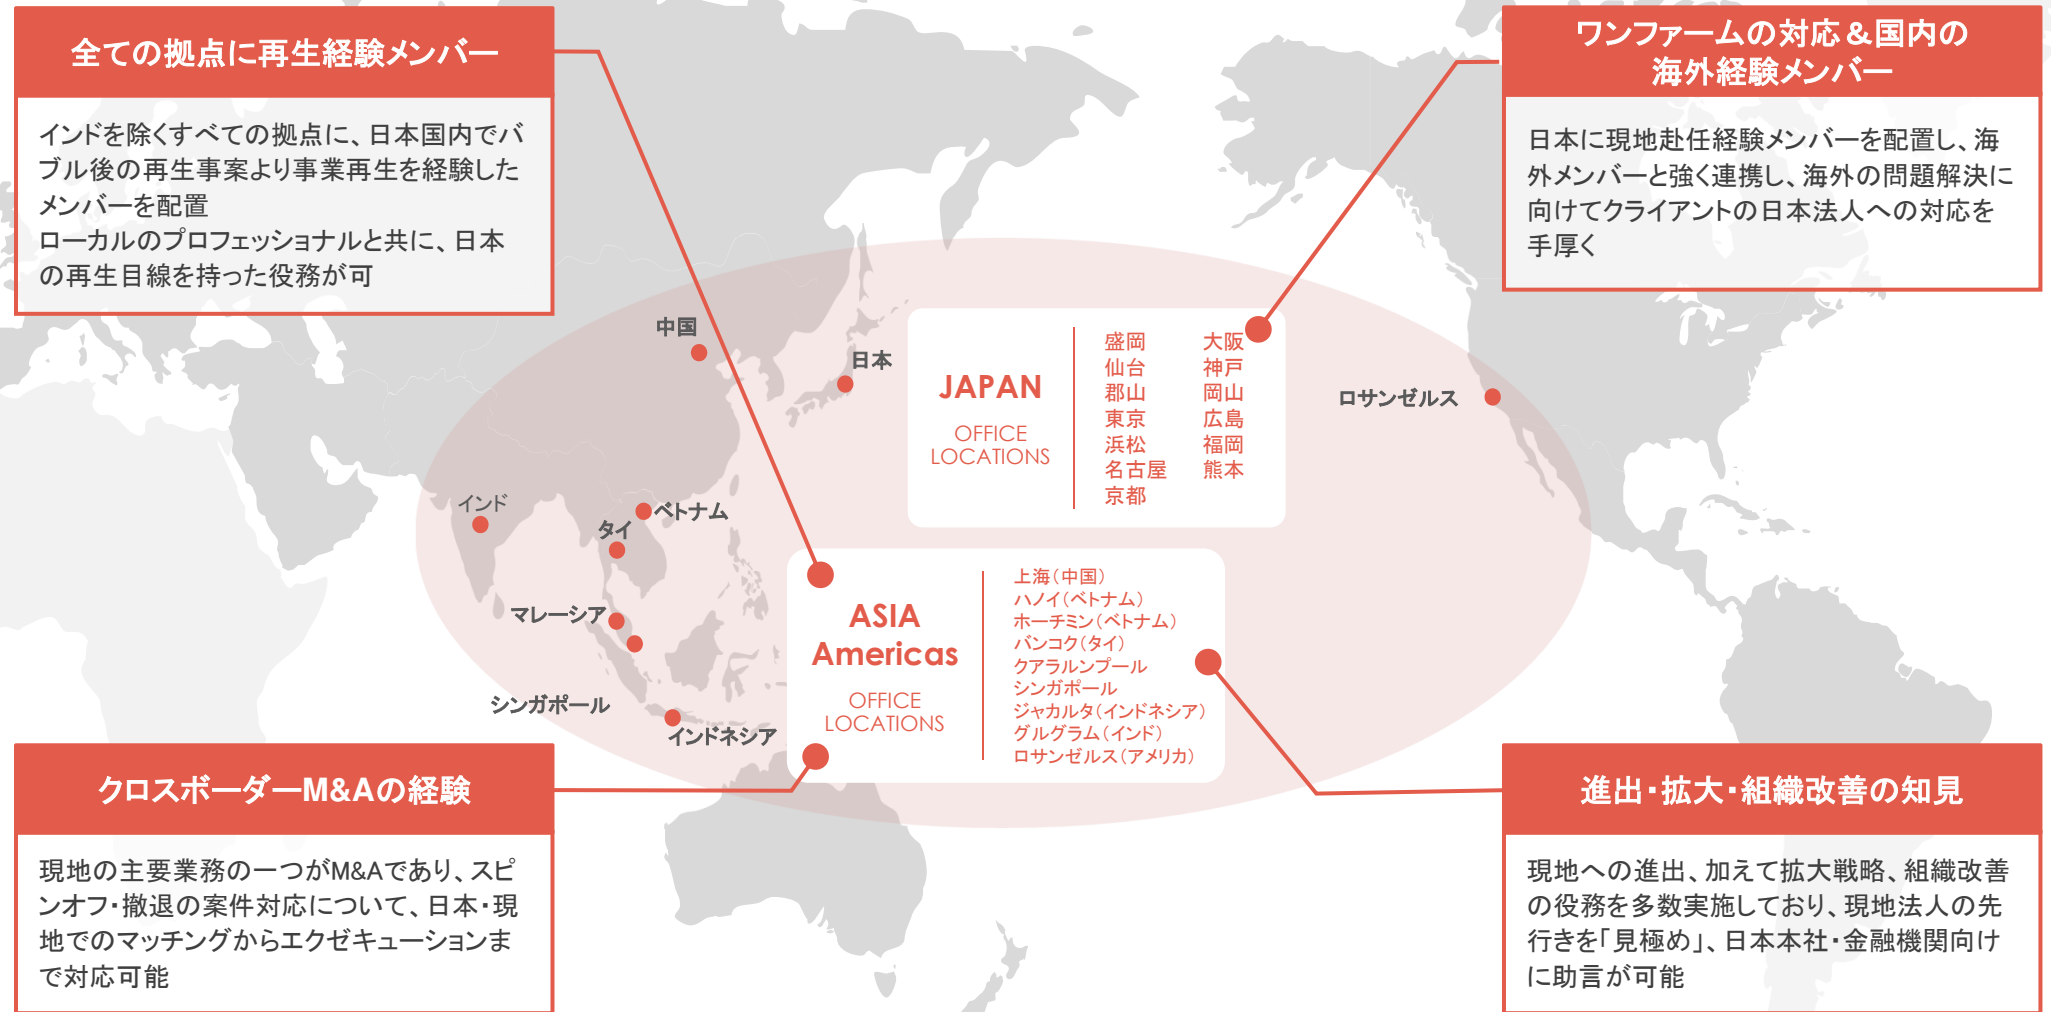 全ての拠点に再生経験メンバー
インドを除くすべての拠点に、日本国内でバ
ブル後の再生事案より事業再生を経験した
メンバーを配置
ローカルのプロフェッショナルと共に、日本
の再生目線を持った役務が可
ワンファームの対応&国内の
海外経験メンバー
日本に現地赴任経験メンバーを配置し、海
外メンバーと強く連携し、海外の問題解決に
向けてクライアントの日本法人への対応を
手厚く
中国
日本
インド
タイ
ベトナム
マレーシア
シンガポール
インドネシア
ロサンゼルス
JAPAN
OFFICE
LOCATIONS
盛岡
仙台
郡山
東京
浜松
名古屋
京都
大阪
神戸
岡山
広島
福岡
熊本
ASIA
Americas
OFFICE
LOCATIONS
上海(中国)
ハノイ(ベトナム)
ホーチミン(ベトナム)
バンコク(タイ)
クアラルンプール
シンガポール
ジャカルタ(インドネシア)
グルグラム(インド)
ロサンゼルス(アメリカ)
クロスボーダーM&Aの経験
現地の主要業務の一つがM&Aであり、スピ
ンオフ・撤退の案件対応について、日本・現
地でのマッチングからエクゼキューションま
で対応可能
進出・拡大・組織改善の知見
現地への進出、加えて拡大戦略、組織改善
の役務を多数実施しており、現地法人の先
行きを「見極め」、日本本社・金融機関向け
に助言が可能